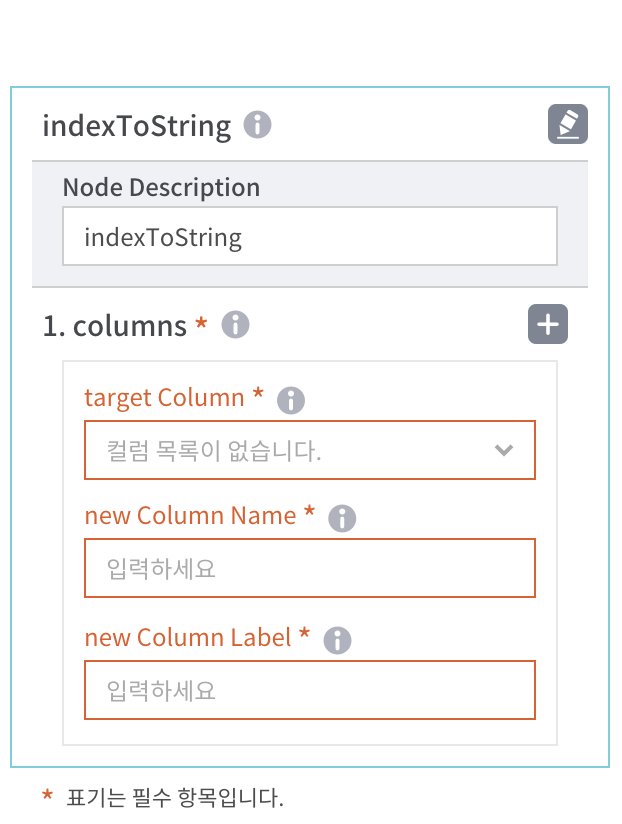 indexToString
Node Description
indexToString
1. columns *
target Column *
컬럼 목록이 없습니다.
new Column Name *
입력하세요
new Column Label *
입력하세요
* 표기는 필수 항목입니다.